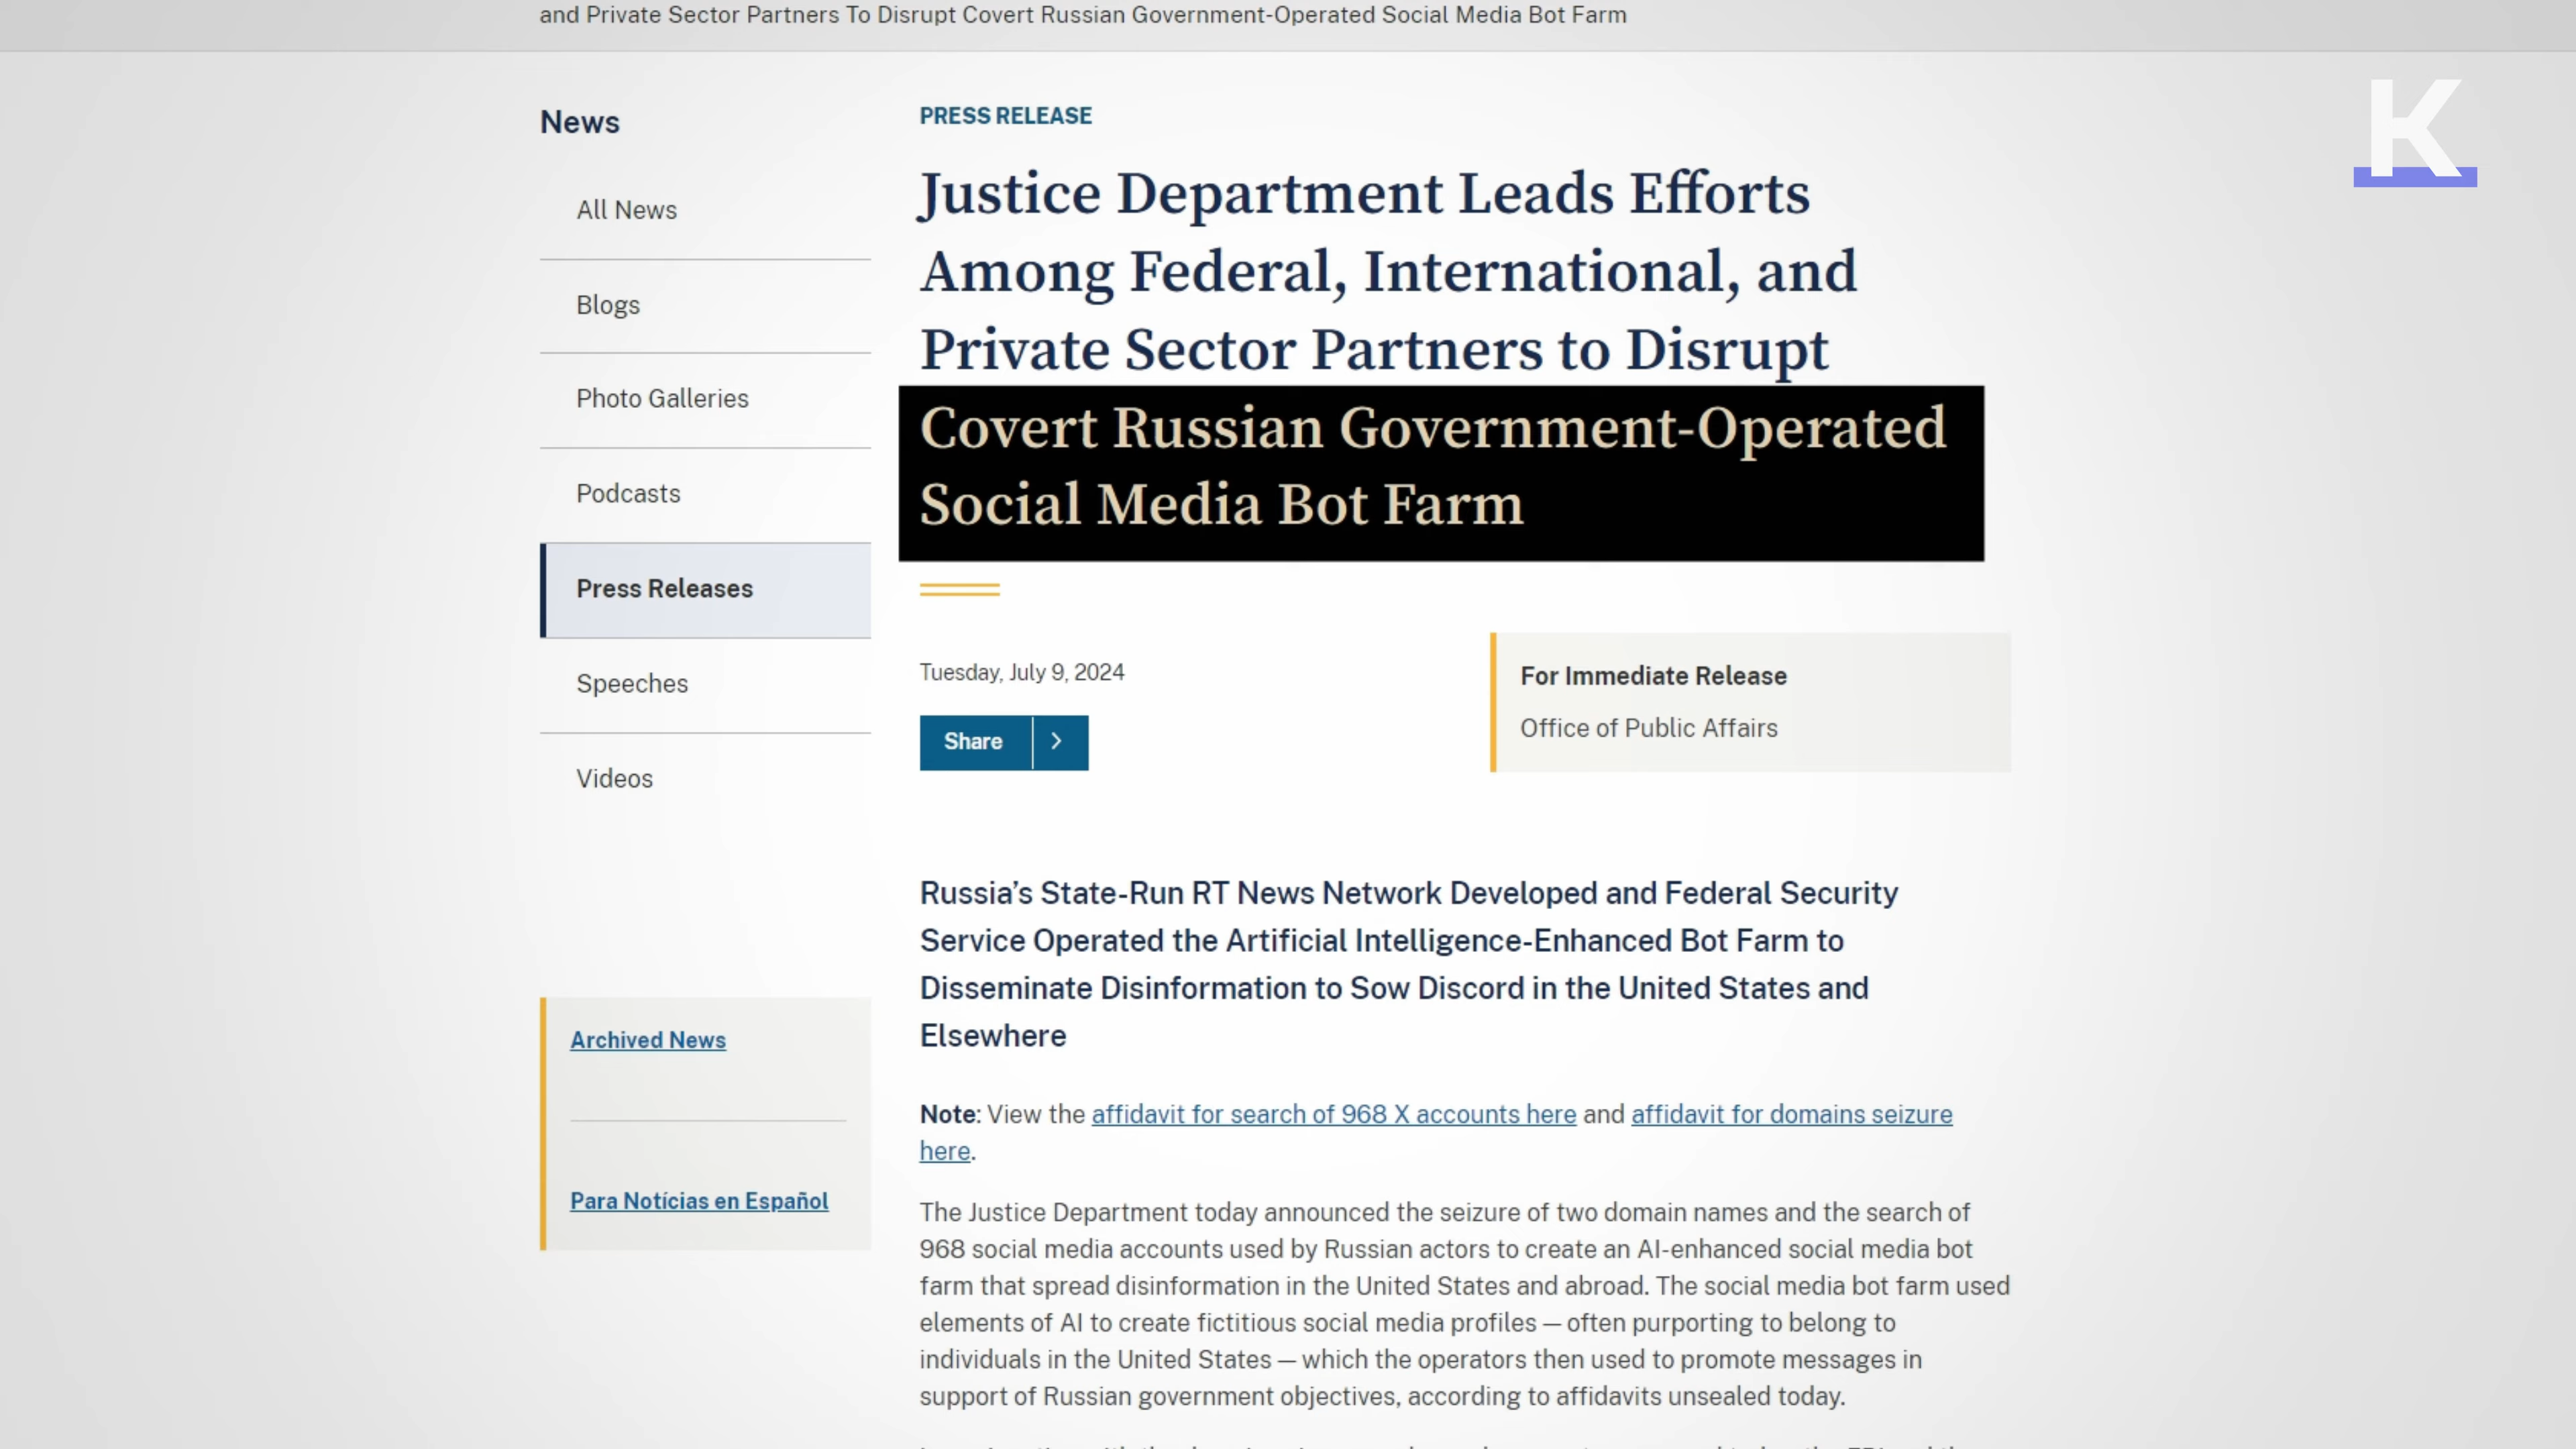 and Private Sector Partners To Disrupt Covert Russian Government-Operated Social Media Bot Farm
K
News
All News
Blogs
Photo Galleries
Podcasts
Press Releases
Speeches
Videos
Archived News
Para Notícias en Español
PRESS RELEASE
Justice Department Leads Efforts
Among Federal, International, and
Private Sector Partners to Disrupt
Covert Russian Government-Operated
Social Media Bot Farm
Tuesday, July 9, 2024
Share
For Immediate Release
Office of Public Affairs
Russia’s State-Run RT News Network Developed and Federal Security
Service Operated the Artificial Intelligence-Enhanced Bot Farm to
Disseminate Disinformation to Sow Discord in the United States and
Elsewhere
Note: View the affidavit for search of 968 X accounts here and affidavit for domains seizure
here.
The Justice Department today announced the seizure of two domain names and the search of
968 social media accounts used by Russian actors to create an AI-enhanced social media bot
farm that spread disinformation in the United States and abroad. The social media bot farm used
elements of AI to create fictitious social media profiles — often purporting to belong to
individuals in the United States — which the operators then used to promote messages in
support of Russian government objectives, according to affidavits unsealed today.